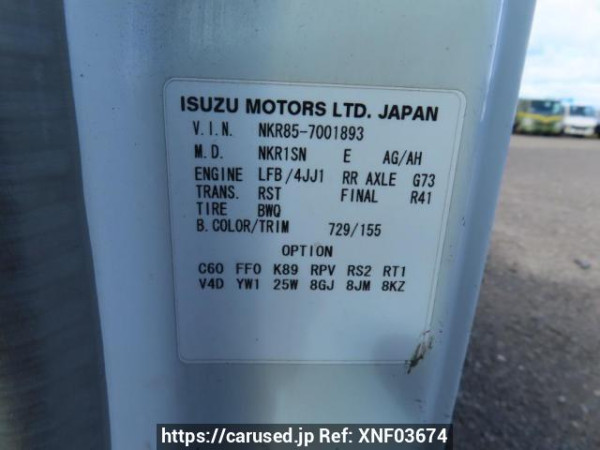 ISUZU MOTORS LTD. JAPAN
V.I.N. NKR85-7001893
M.D. NKR1SN E AG/AH
ENGINE LFB/4JJ1 RR AXLE G73
TRANS. RST FINAL R41
TIRE BWQ
B.COLOR/TRIM 729/155
OPTION
C60 FF0 K89 RPV RS2 RT1
V4D YW1 25W 8GJ 8JM 8KZ
https://carused.jp Ref: XNF03674